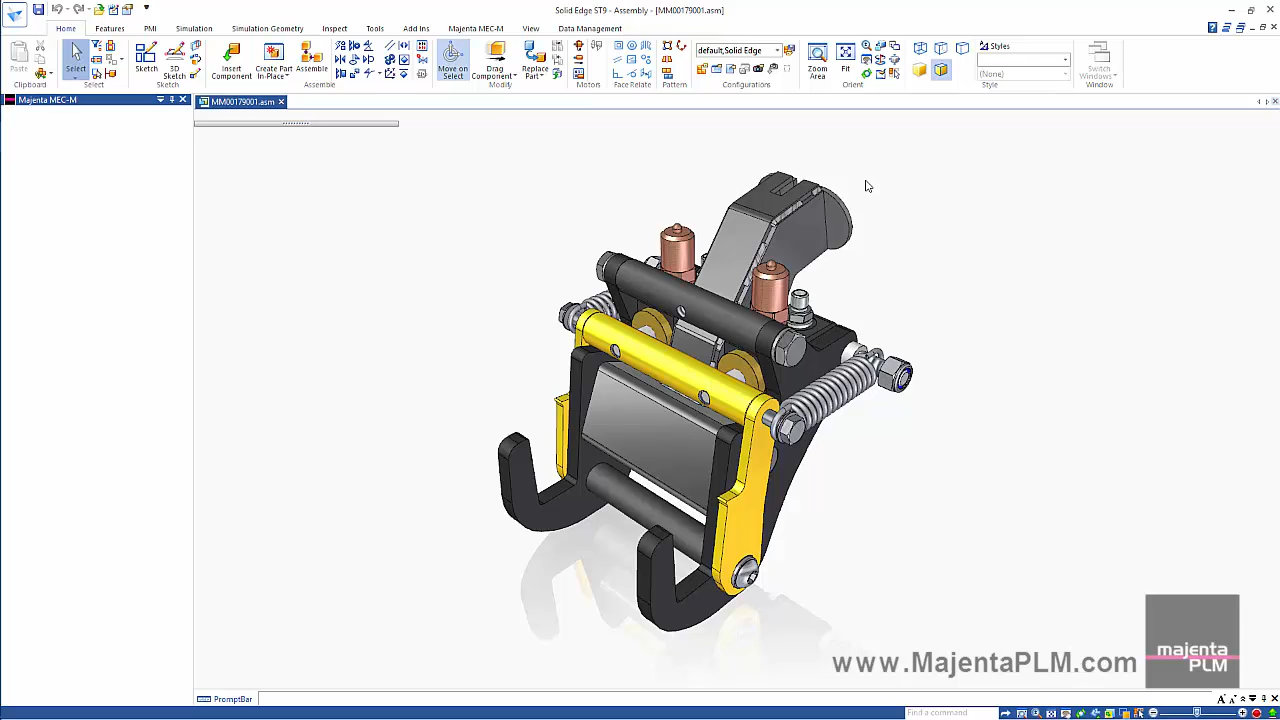 Solid Edge ST9 - Assembly - [MM00179001.asm]
Home Features PMI Simulation Simulation Geometry Inspect Tools Add Ins Majenta MEC-M View Data Management
Paste
Clipboard
Select
Select
Sketch
3D Sketch
Sketch
Insert Component
Create Part In-Place
Assemble
Assemble
Move on Select
Drag Component
Replace Part
Modify
Motors
Face Relate
Pattern
default,Solid Edge
Configurations
Zoom Area
Fit
Orient
Styles
(None)
Style
Switch Windows
Window
Majenta MEC-M
MM00179001.asm
www.MajentaPLM.com
majenta
PLM
PromptBar
Find a command